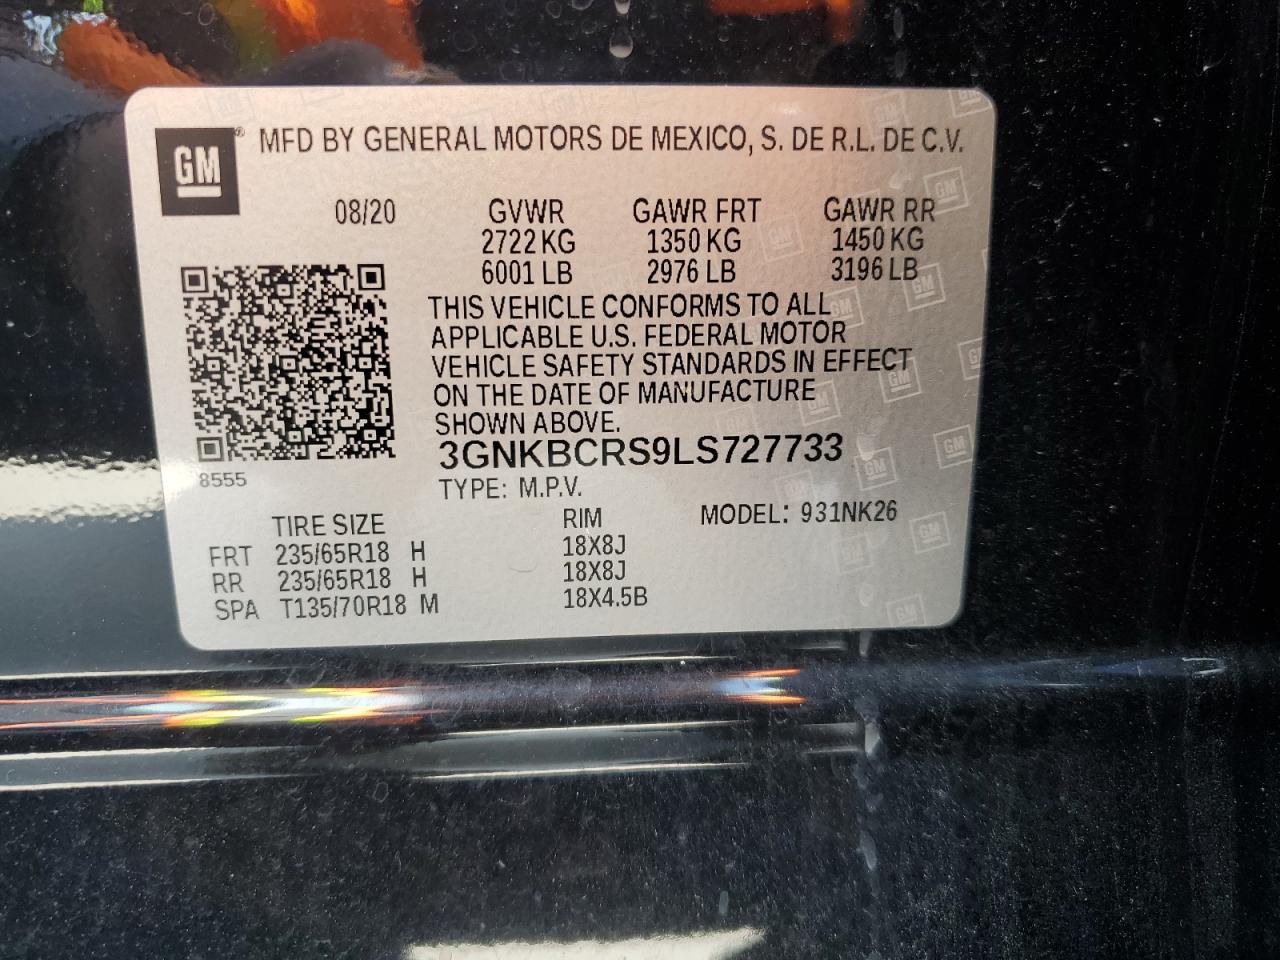 GM® MFD BY GENERAL MOTORS DE MEXICO, S. DE R.L. DE C.V.
08/20 GVWR GAWR FRT GAWR RR
2722 KG 1350 KG 1450 KG
6001 LB 2976 LB 3196 LB
THIS VEHICLE CONFORMS TO ALL
APPLICABLE U.S. FEDERAL MOTOR
VEHICLE SAFETY STANDARDS IN EFFECT
ON THE DATE OF MANUFACTURE
SHOWN ABOVE.
3GNKBCRS9LS727733
8555
TYPE: M.P.V.
TIRE SIZE RIM MODEL: 931NK26
FRT 235/65R18 H 18X8J
RR 235/65R18 H 18X8J
SPA T135/70R18 M 18X4.5B